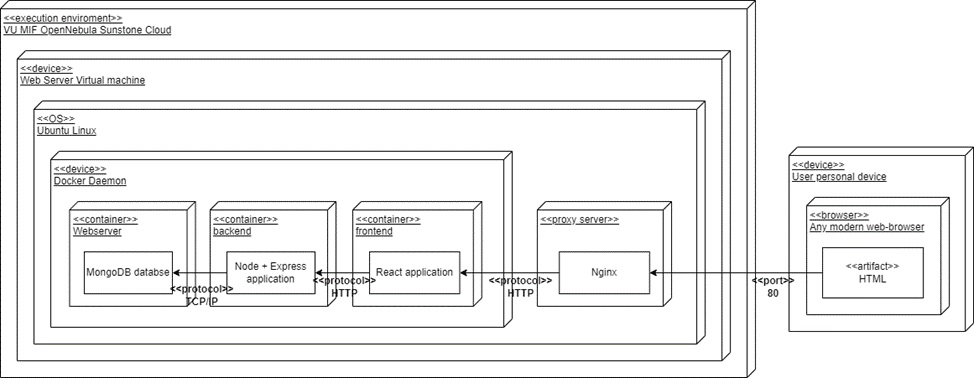 <<execution enviroment>>
VU MIF OpenNebula Sunstone Cloud
<<device>>
Web Server Virtual machine
<<OS>>
Ubuntu Linux
<<device>>
Docker Daemon
<<container>>
Webserver
MongoDB databse
<<protocol>>
TCP/IP
<<container>>
backend
Node + Express
application
<<protocol>>
HTTP
<<container>>
frontend
React application
<<protocol>>
HTTP
<<proxy server>>
Nginx
<<port>>
80
<<device>>
User personal device
<<browser>>
Any modern web-browser
<<artifact>>
HTML